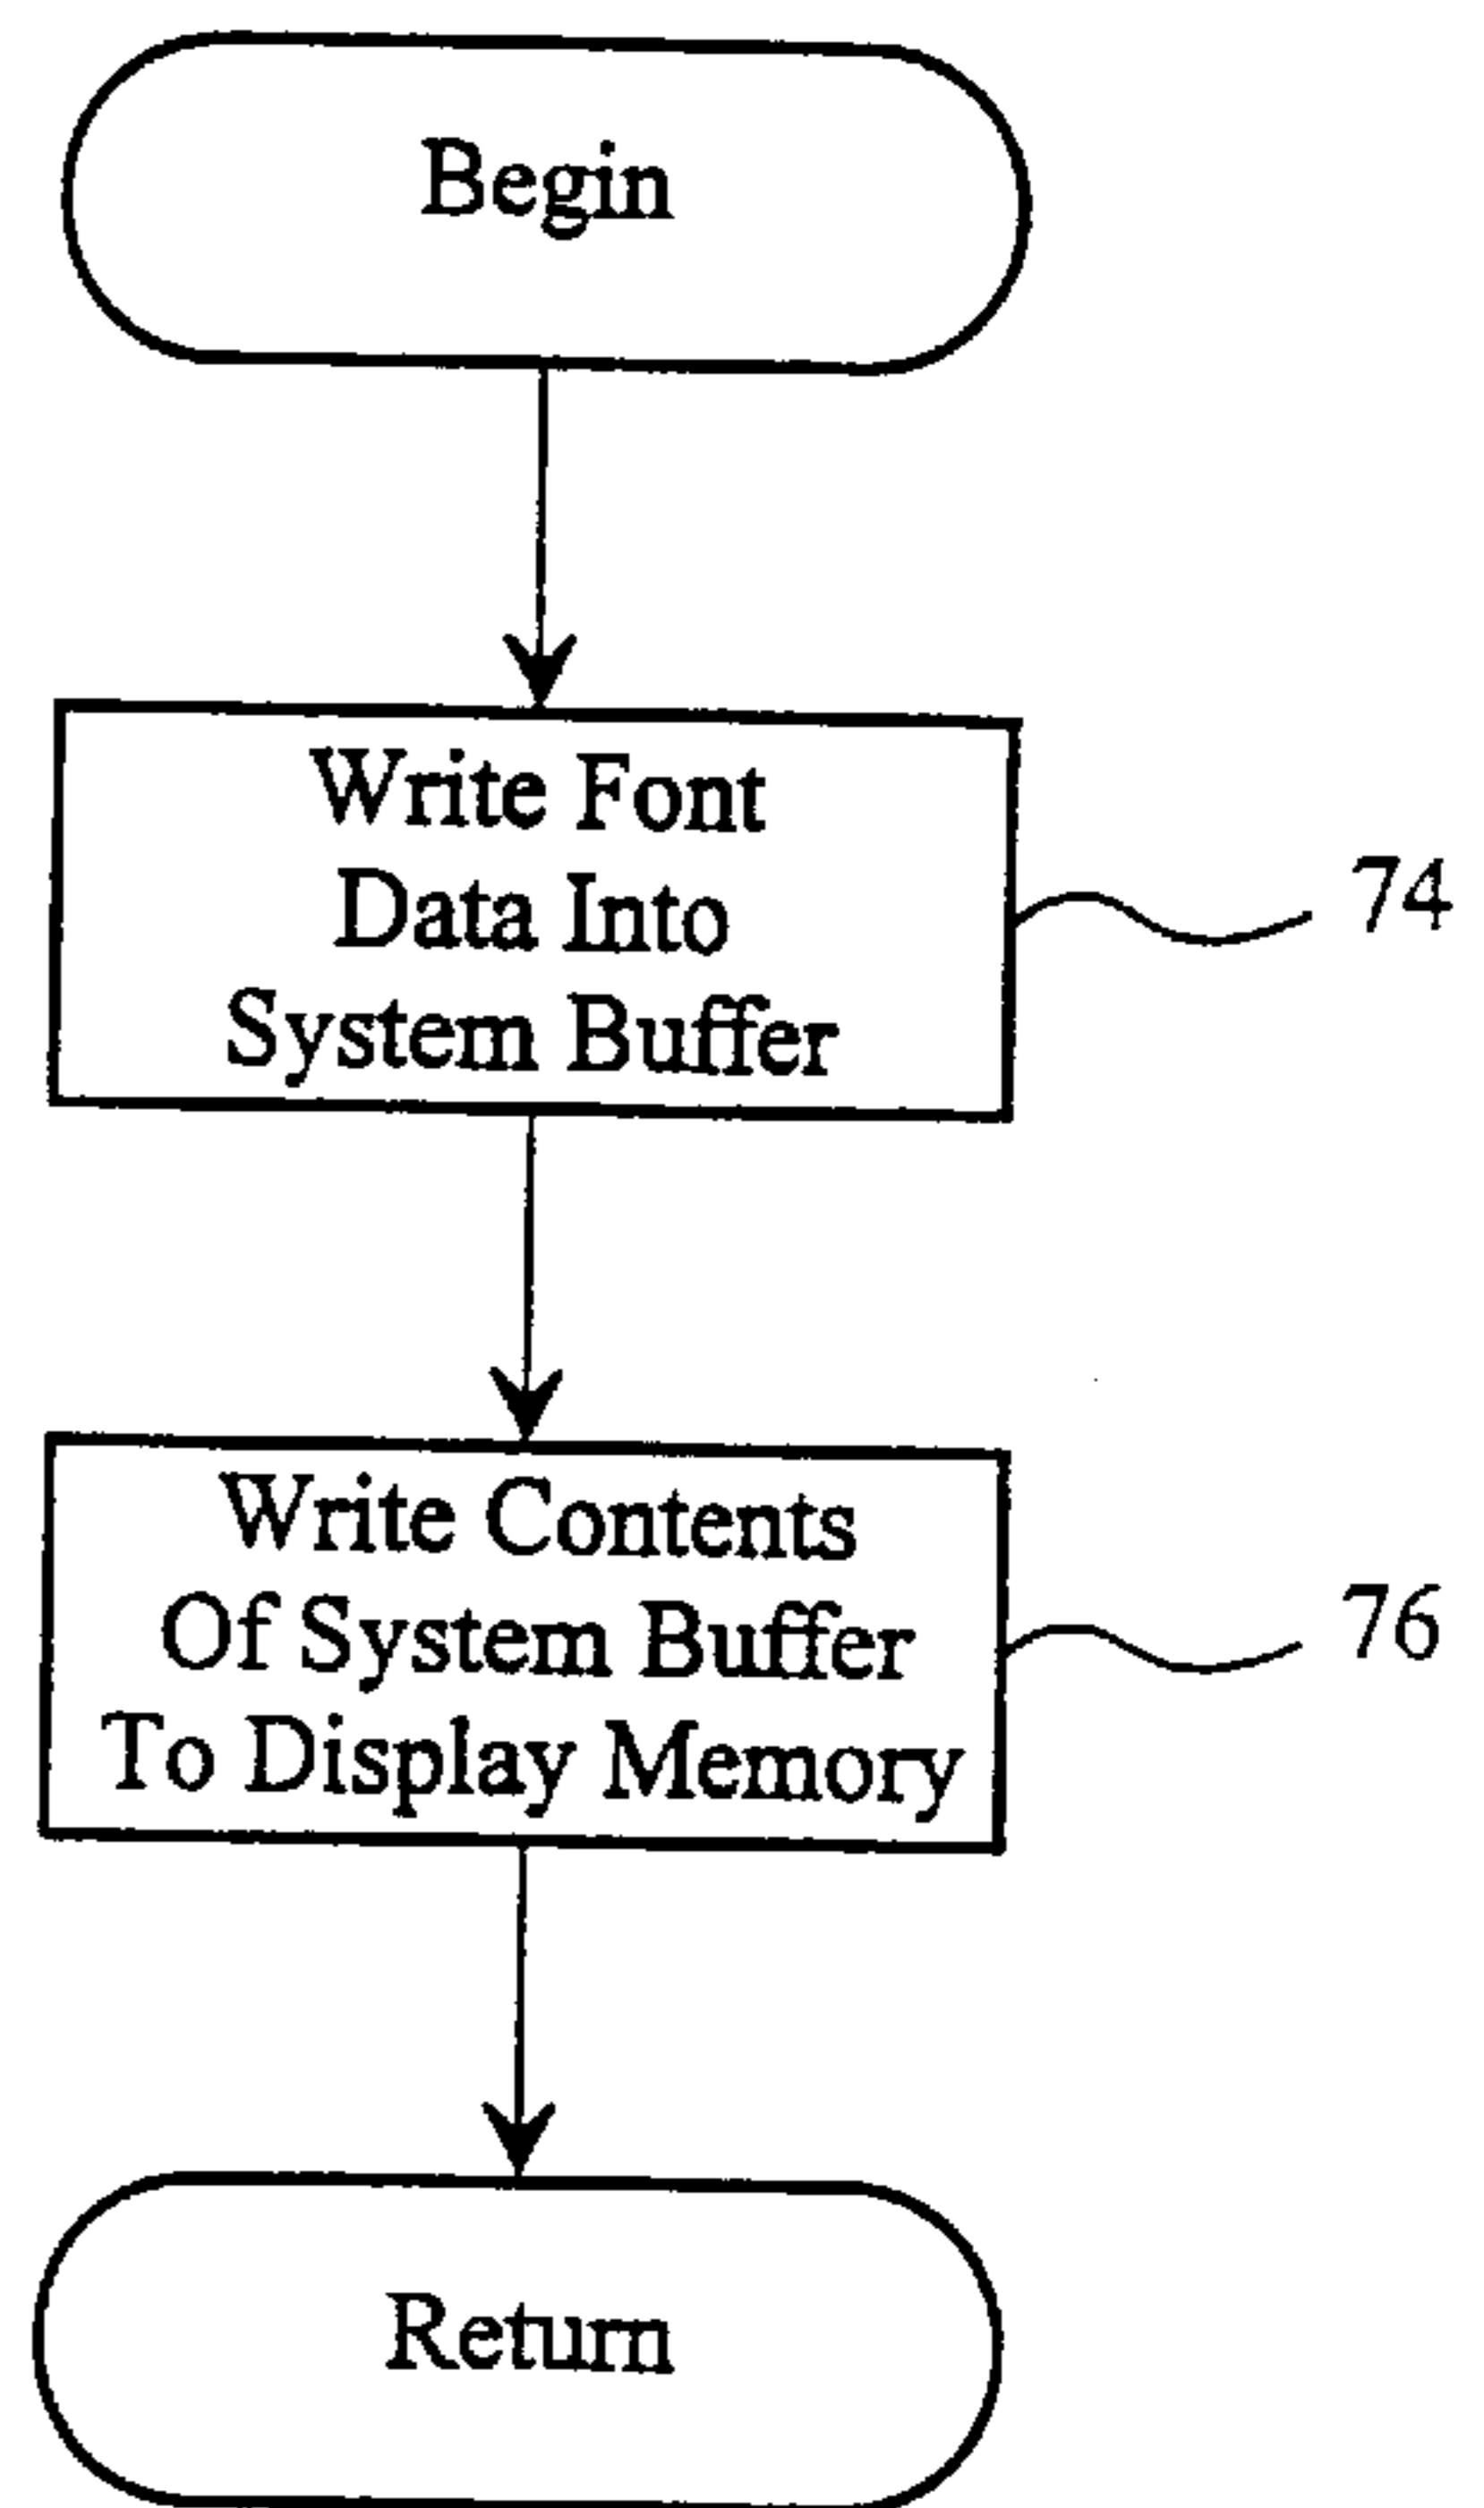 Begin
Write Font
Data Into
System Buffer
74
Write Contents
Of System Buffer
To Display Memory
76
Return